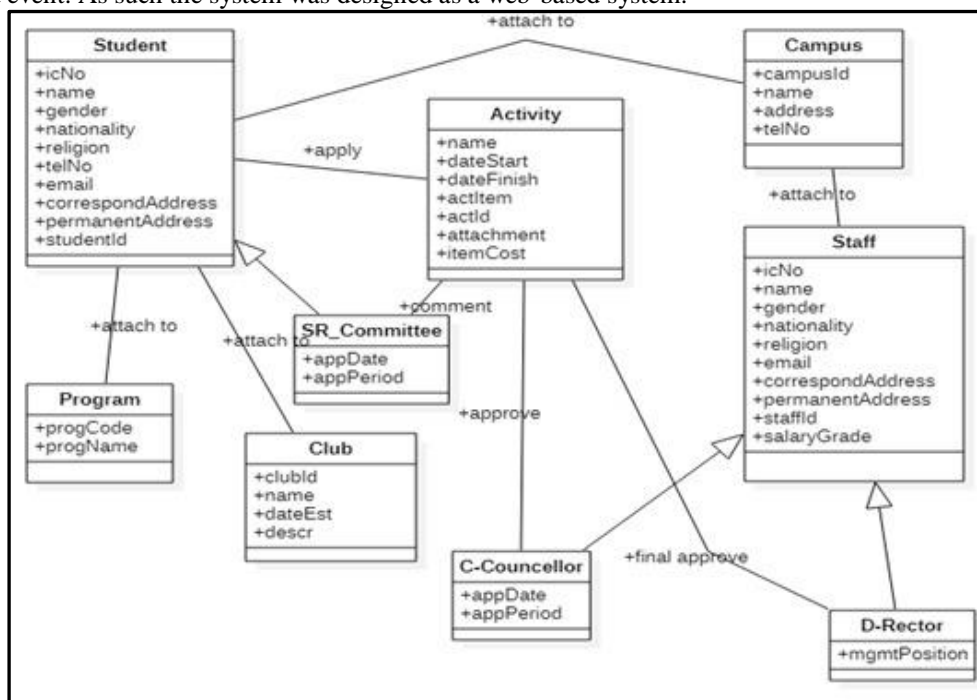 event. As such the system was designed as a web-based system.
+attach to
Student
+icNo
+name
+gender
+nationality
+religion
+telNo
+email
+correspondAddress
+permanentAddress
+studentId
Campus
+campusId
+name
+address
+telNo
+apply
Activity
+name
+dateStart
+dateFinish
+actItem
+actId
+attachment
+itemCost
+attach to
Staff
+icNo
+name
+gender
+nationality
+religion
+email
+correspondAddress
+permanentAddress
+staffId
+salaryGrade
+comment
+attach to
+attach to
SR_Committee
+appDate
+appPeriod
Program
+progCode
+progName
+approve
Club
+clubId
+name
+dateEst
+descr
+final approve
C-Councellor
+appDate
+appPeriod
D-Rector
+mgmtPosition